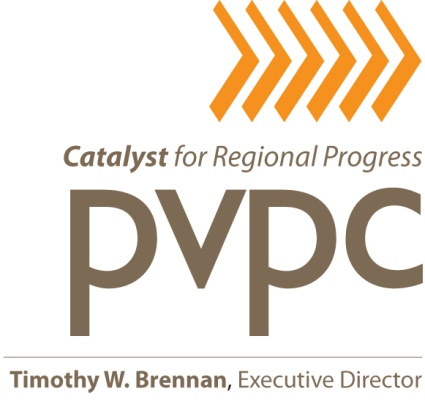 Catalyst for Regional Progress
pvpc
Timothy W. Brennan, Executive Director